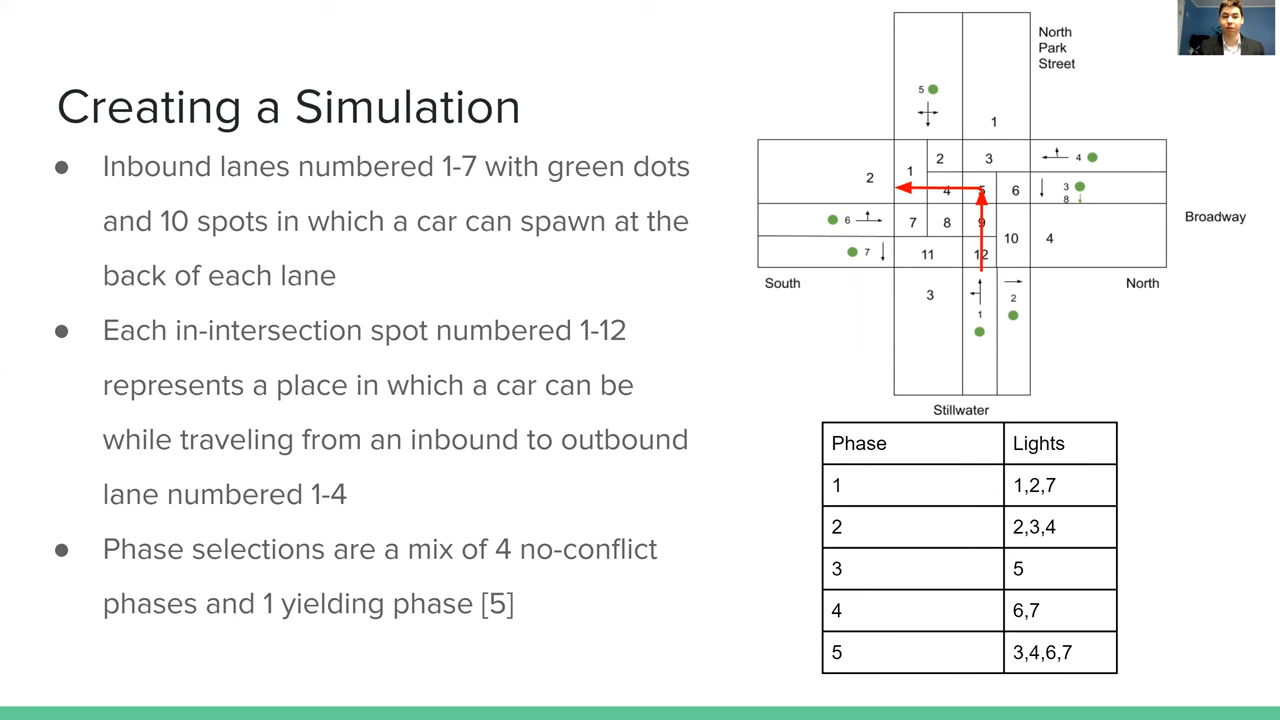 Creating a Simulation
● Inbound lanes numbered 1-7 with green dots
and 10 spots in which a car can spawn at the
back of each lane
● Each in-intersection spot numbered 1-12
represents a place in which a car can be
while traveling from an inbound to outbound
lane numbered 1-4
● Phase selections are a mix of 4 no-conflict
phases and 1 yielding phase [5]
North
Park
Street
5
1
2 1 2 3 4
4 5 6 3
8
Broadway
6 7 8 9 10 4
7 11 12
South
North
3 1 2
Stillwater
Phase Lights
1 1,2,7
2 2,3,4
3 5
4 6,7
5 3,4,6,7